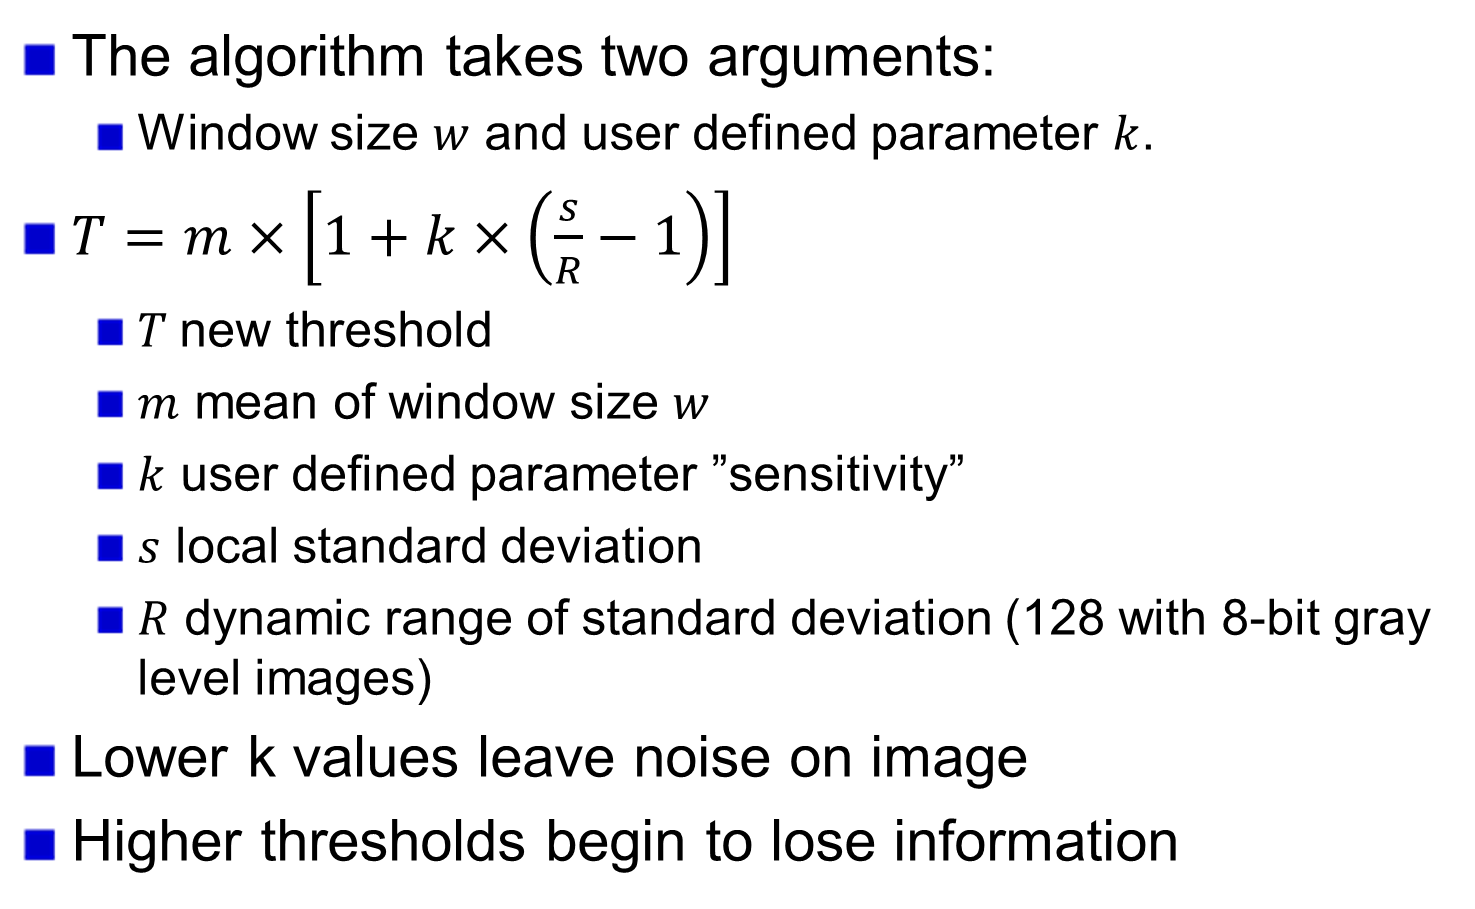 The algorithm takes two arguments:
Window size w and user defined parameter k.
T = m × [1 + k × (s/R − 1)]
T new threshold
m mean of window size w
k user defined parameter ”sensitivity”
s local standard deviation
R dynamic range of standard deviation (128 with 8-bit gray
level images)
Lower k values leave noise on image
Higher thresholds begin to lose information